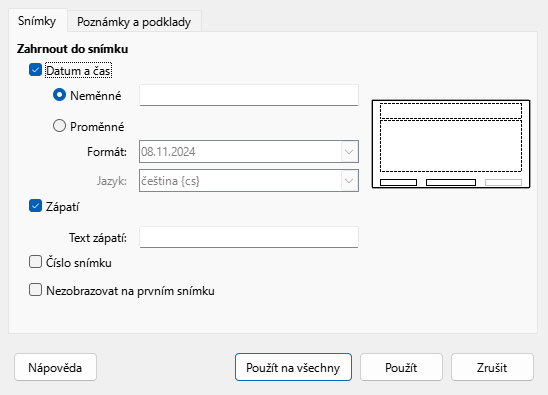 Snímky
Poznámky a podklady
Zahrnout do snímku
Datum a čas
Neměnné
Proměnné
Formát: 08.11.2024
Jazyk: čeština {cs}
Zápatí
Text zápatí:
Číslo snímku
Nezobrazovat na prvním snímku
Nápověda
Použít na všechny
Použít
Zrušit